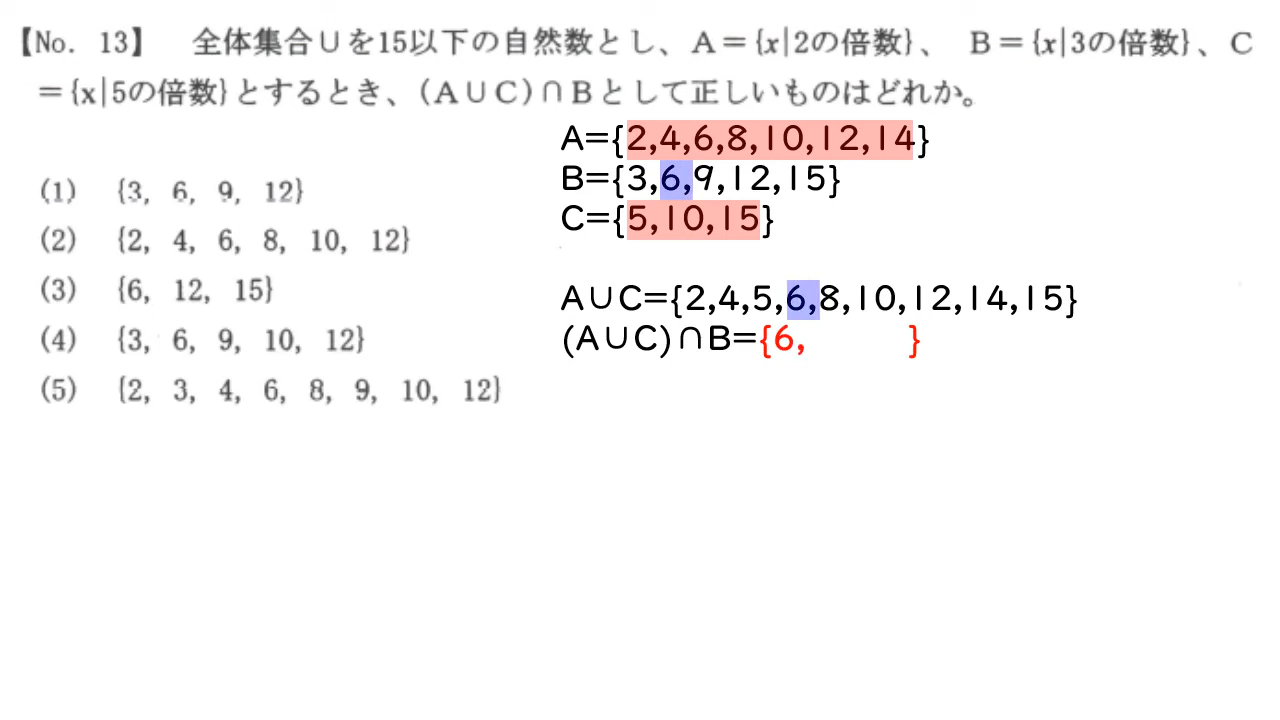 【No. 13】 全体集合Uを15以下の自然数とし、A={x|2の倍数}、 B={x|3の倍数}、C
={x|5の倍数}とするとき、(A∪C)∩Bとして正しいものはどれか。
A={2,4,6,8,10,12,14}
B={3,6,9,12,15}
C={5,10,15}
(1) {3, 6, 9, 12}
(2) {2, 4, 6, 8, 10, 12}
(3) {6, 12, 15}
(4) {3, 6, 9, 10, 12}
(5) {2, 3, 4, 6, 8, 9, 10, 12}
A∪C={2,4,5,6,8,10,12,14,15}
(A∪C)∩B={6, }